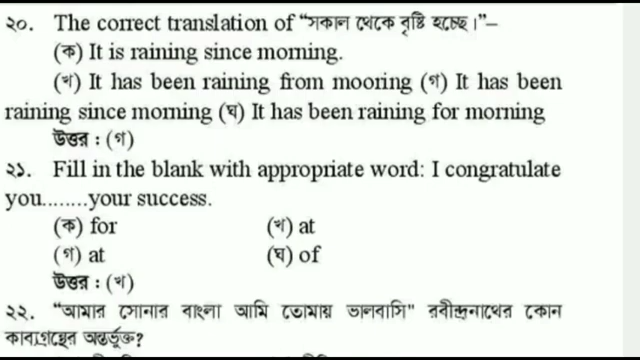 ২০. The correct translation of “সকাল থেকে বৃষ্টি হচ্ছে।”–
(ক) It is raining since morning.
(খ) It has been raining from mooring (গ) It has been
raining since morning (ঘ) It has been raining for morning
উত্তর : (গ)
২১. Fill in the blank with appropriate word: I congratulate
you........your success.
(ক) for (খ) at
(গ) at (ঘ) of
উত্তর : (খ)
২২. “আমার সোনার বাংলা আমি তোমায় ভালবাসি" রবীন্দ্রনাথের কোন
কাব্যগ্রন্থের অন্তর্ভুক্ত?